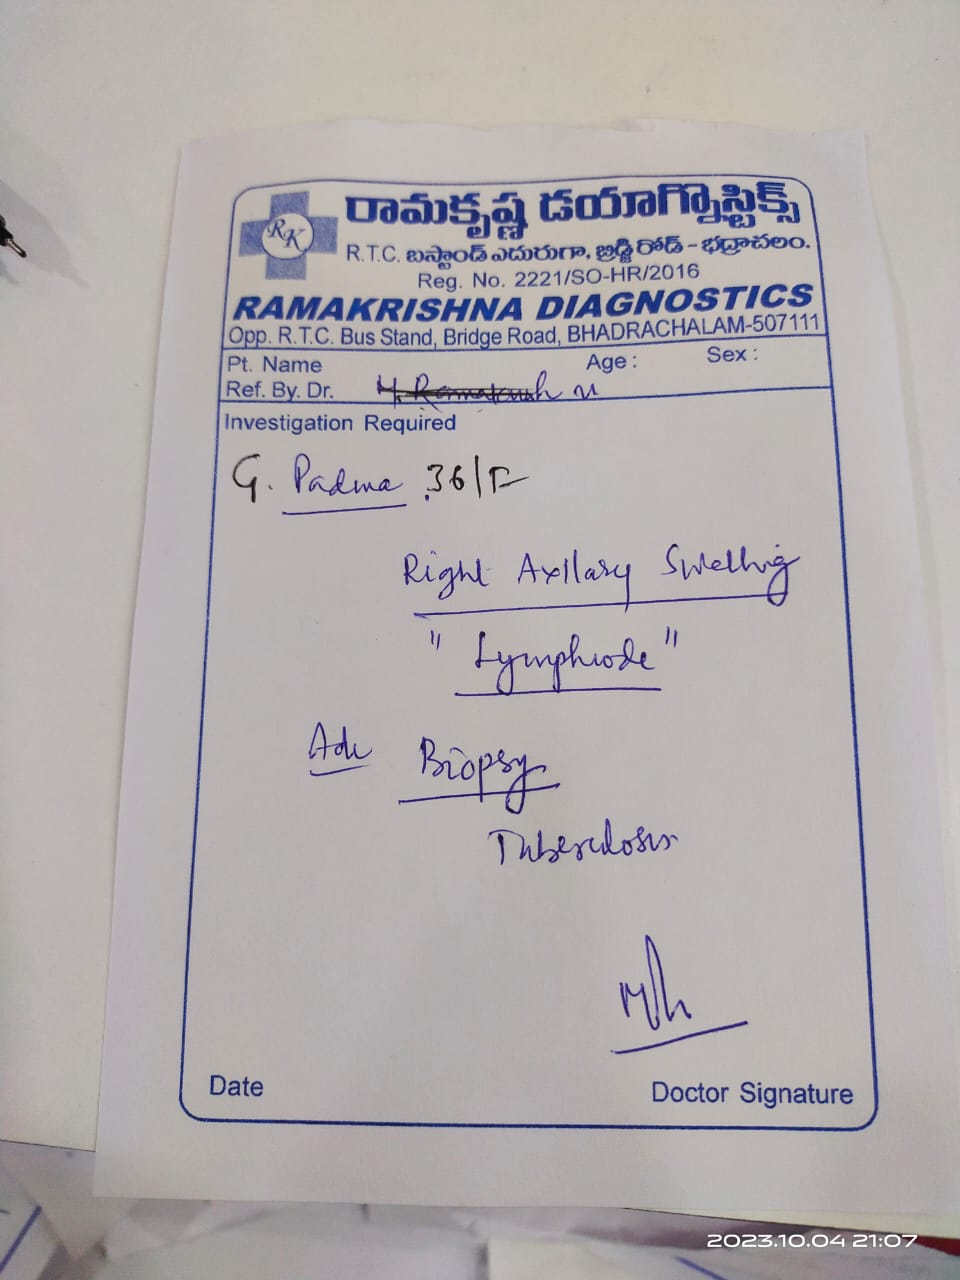 RK
రామకృష్ణ డయాగ్నొస్టిక్స్
R.T.C. బస్టాండ్ ఎదురుగా, బ్రిడ్జి రోడ్ - భద్రాచలం.
Reg. No. 2221/SO-HR/2016
RAMAKRISHNA DIAGNOSTICS
Opp. R.T.C. Bus Stand, Bridge Road, BHADRACHALAM-507111
Pt. Name Age : Sex :
Ref. By. Dr.
Investigation Required
G. Padma 36/F
Right Axllary Swelling
"Lymphnode"
Adv Biopsy
Tuberculosis
Date Doctor Signature
2023.10.04 21:07